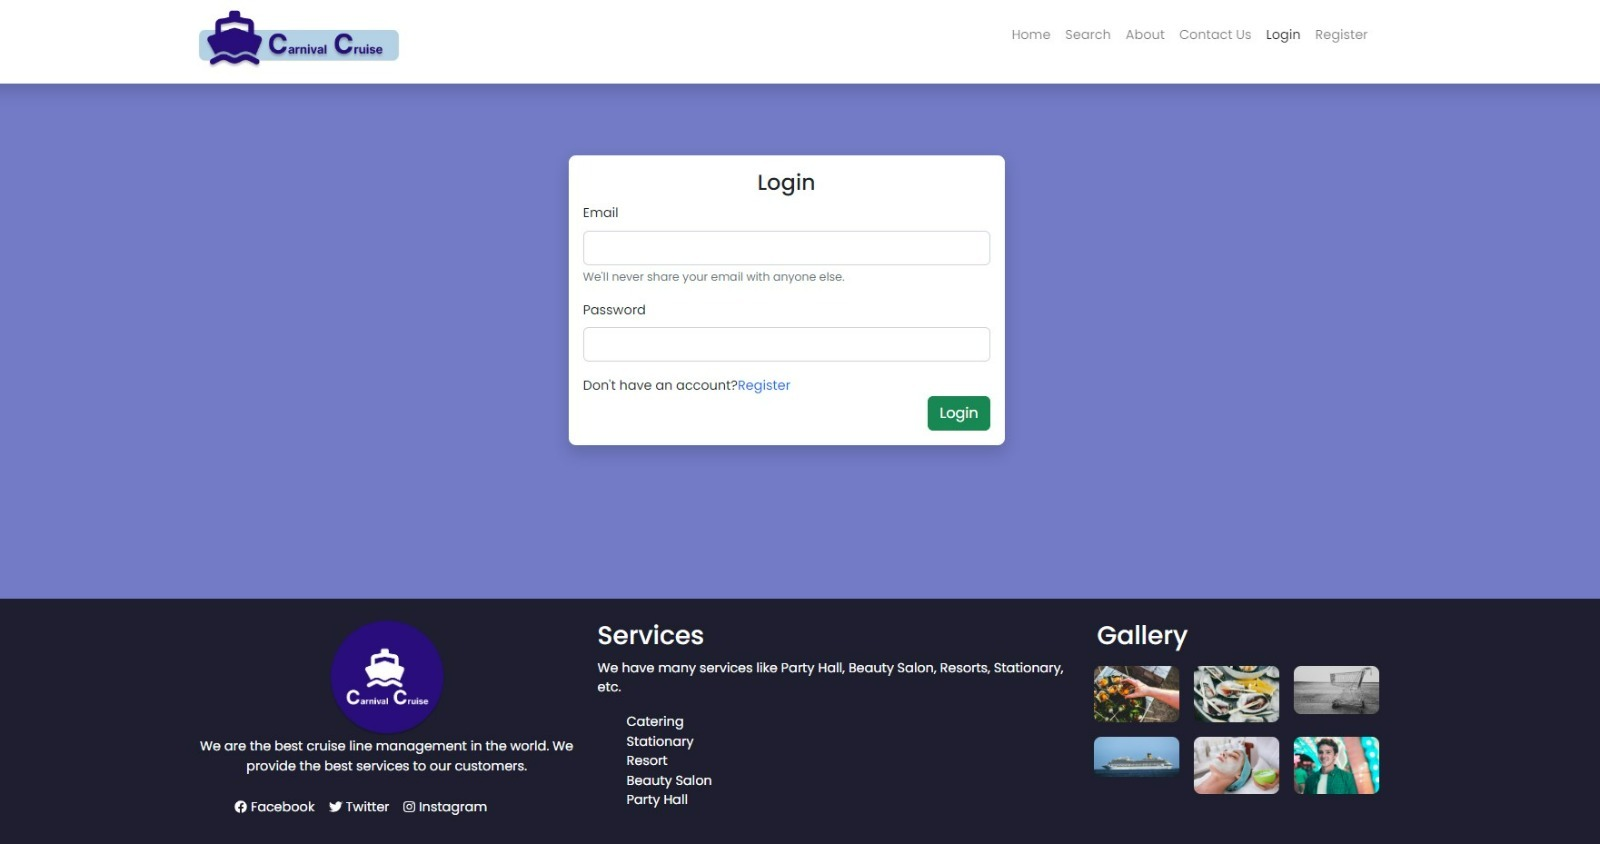 Carnival Cruise
Home Search About Contact Us Login Register
Login
Email
We'll never share your email with anyone else.
Password
Don't have an account?Register
Login
Carnival Cruise
We are the best cruise line management in the world. We
provide the best services to our customers.
Facebook Twitter Instagram
Services
We have many services like Party Hall, Beauty Salon, Resorts, Stationary,
etc.
Catering
Stationary
Resort
Beauty Salon
Party Hall
Gallery